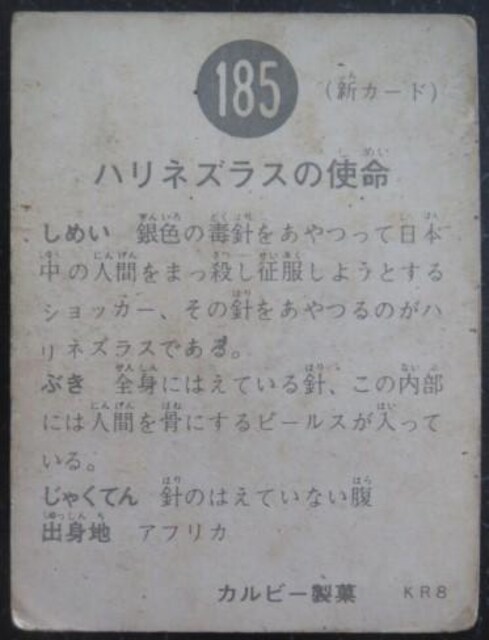 185 (新カード)
ハリネズラスの使命
しめい 銀色の毒針をあやつって日本
中の人間をまっ殺し征服しようとする
ショッカー、その針をあやつるのがハ
リネズラスである。
ぶき 全身にはえている針、この内部
には人間を骨にするビールスが入って
いる。
じゃくてん 針のはえていない腹
出身地 アフリカ
カルビー製菓 KR8